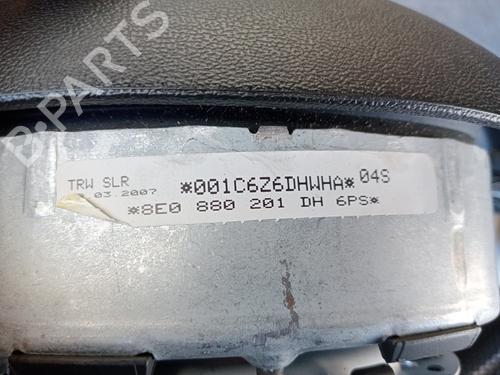 B-PARTS
TRW SLR *001C6Z6DHWHA* 04S
03.2007
*8E0 880 201 DH 6PS*